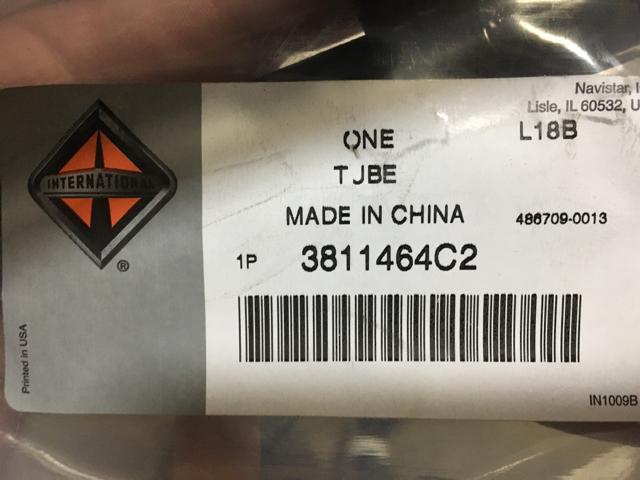 Navistar, I
Lisle, IL 60532, U
L18B
ONE
TJBE
MADE IN CHINA
486709-0013
1P 3811464C2
INTERNATIONAL
®
Printed in USA
IN1009B